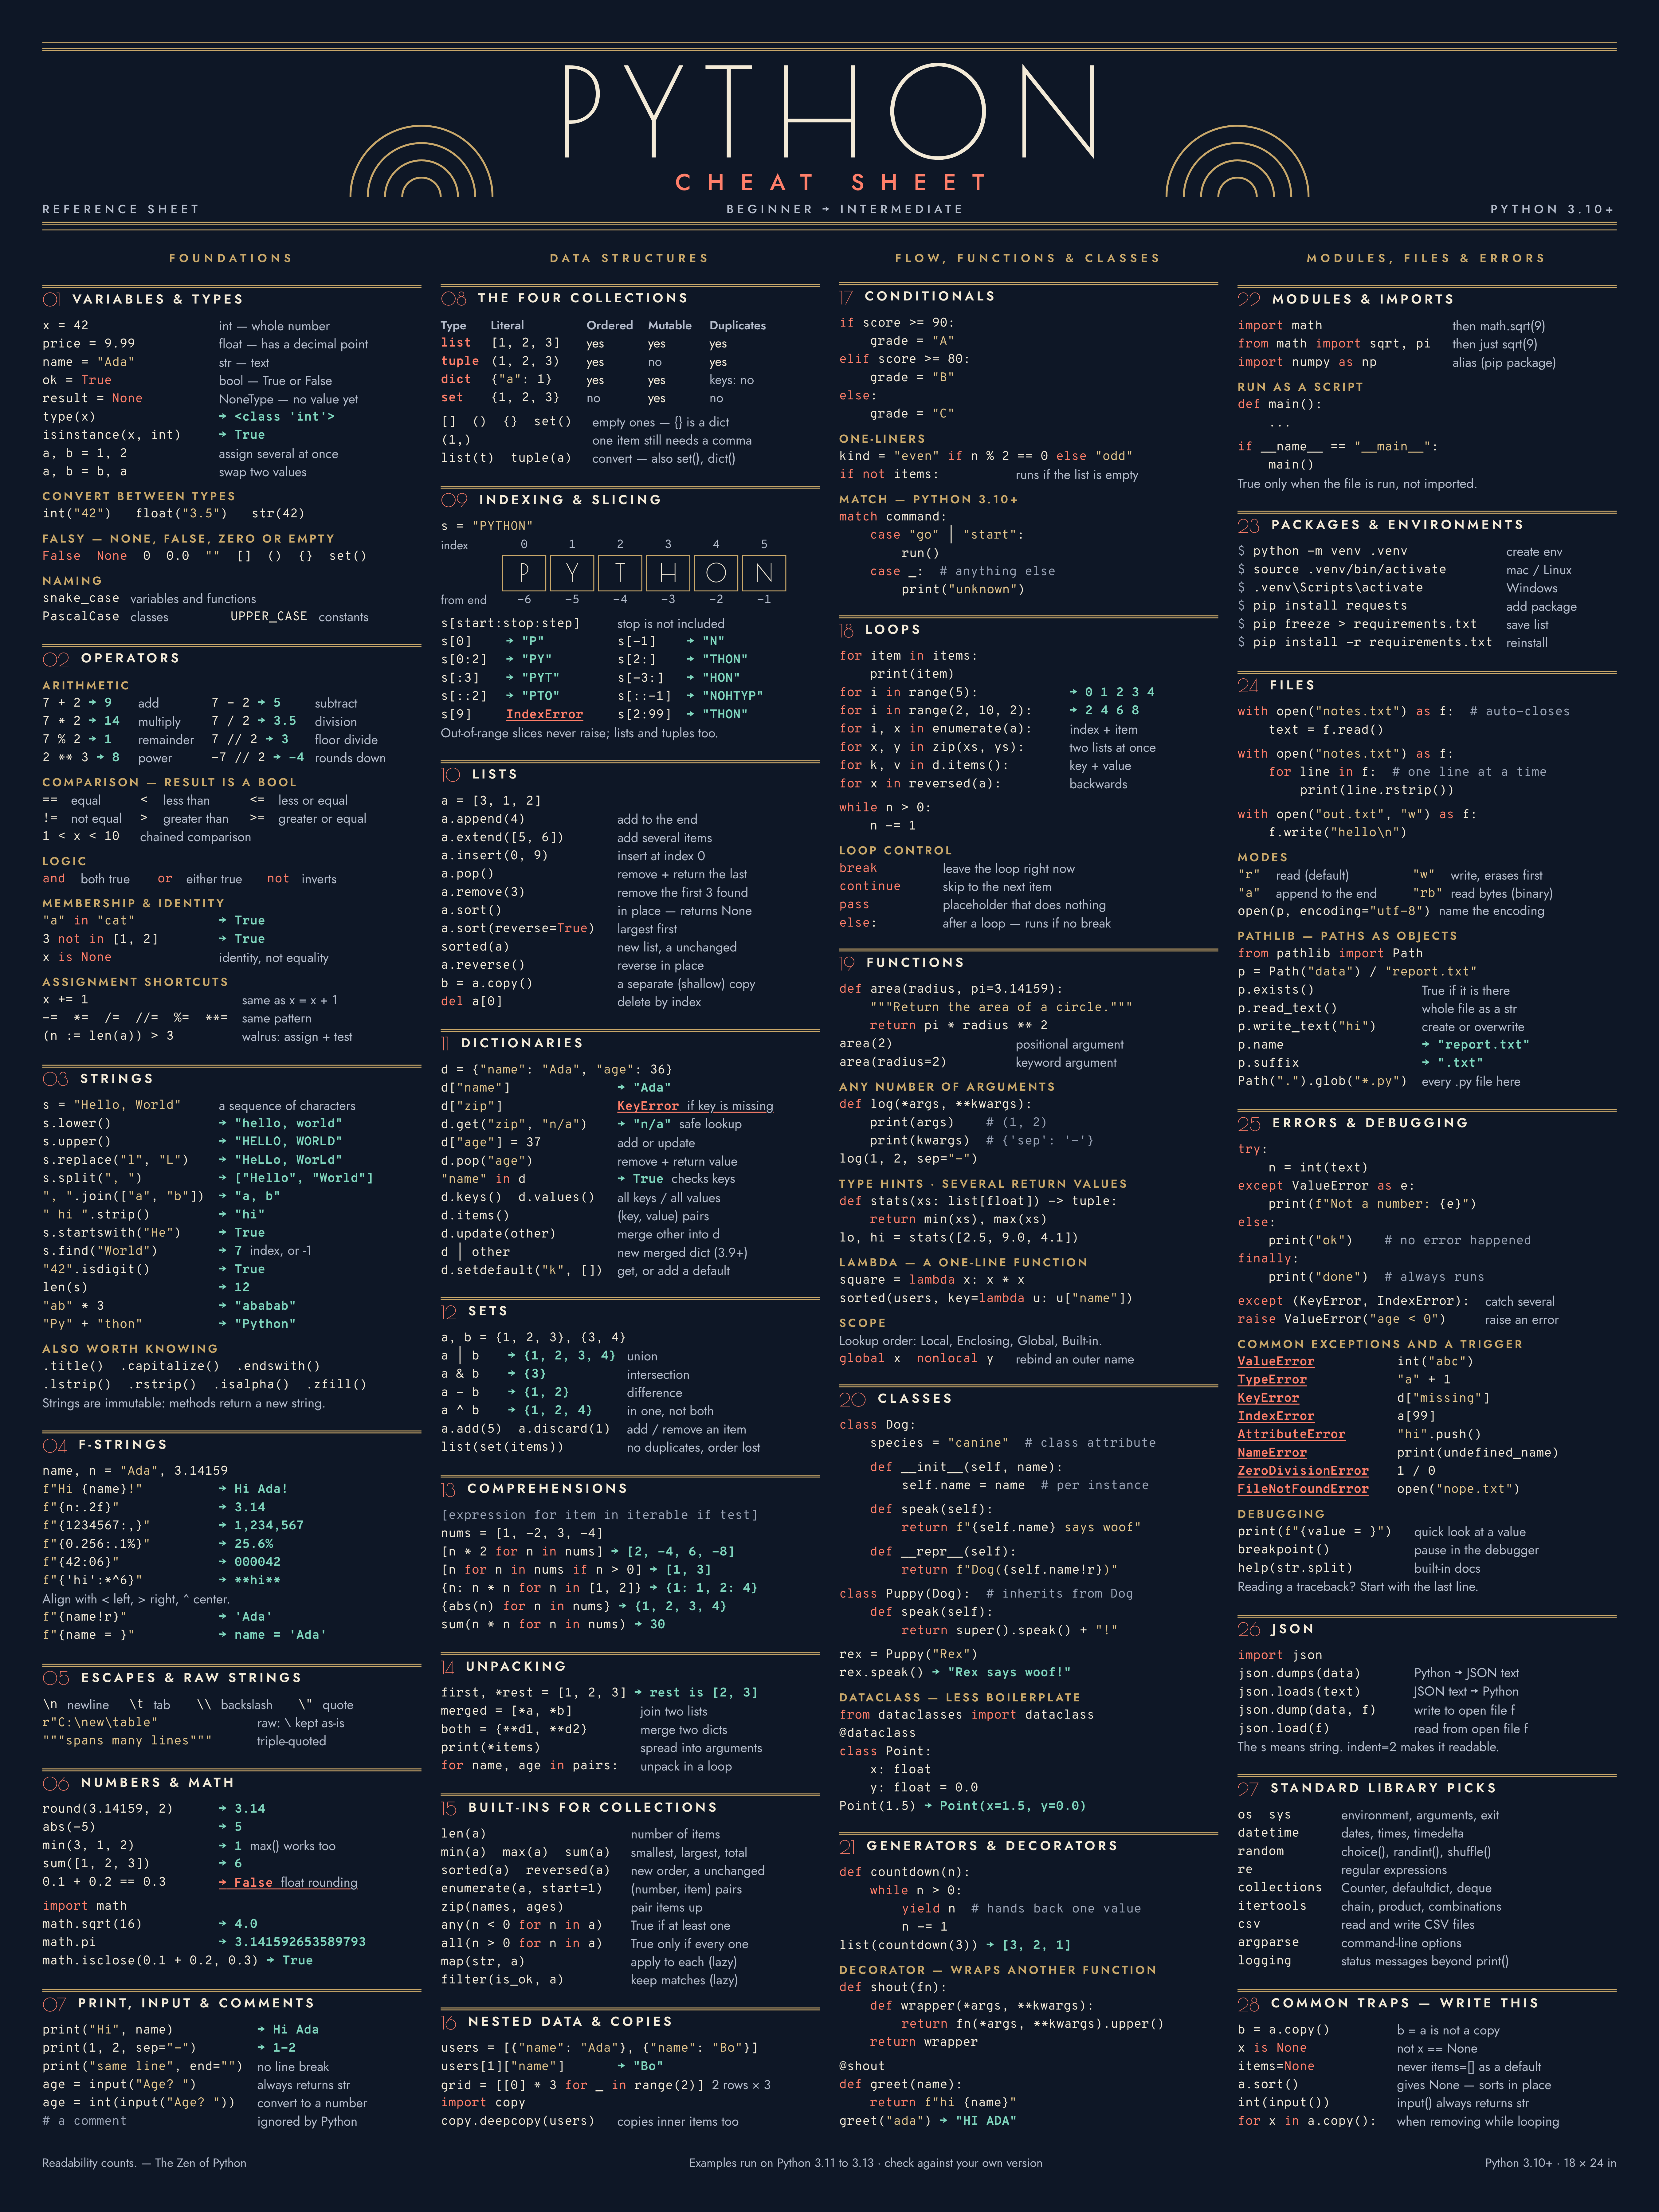 PYTHON
CHEAT SHEET
REFERENCE SHEET
BEGINNER → INTERMEDIATE
PYTHON 3.10+
FOUNDATIONS
01 VARIABLES & TYPES
x = 42 int — whole number
price = 9.99 float — has a decimal point
name = "Ada" str — text
ok = True bool — True or False
result = None NoneType — no value yet
type(x) → <class 'int'>
isinstance(x, int) → True
a, b = 1, 2 assign several at once
a, b = b, a swap two values
CONVERT BETWEEN TYPES
int("42") float("3.5") str(42)
FALSY — NONE, FALSE, ZERO OR EMPTY
False None 0 0.0 "" [] () {} set()
NAMING
snake_case variables and functions
PascalCase classes UPPER_CASE constants
02 OPERATORS
ARITHMETIC
7 + 2 → 9 add 7 − 2 → 5 subtract
7 * 2 → 14 multiply 7 / 2 → 3.5 division
7 % 2 → 1 remainder 7 // 2 → 3 floor divide
2 ** 3 → 8 power −7 // 2 → −4 rounds down
COMPARISON — RESULT IS A BOOL
== equal < less than <= less or equal
!= not equal > greater than >= greater or equal
1 < x < 10 chained comparison
LOGIC
and both true or either true not inverts
MEMBERSHIP & IDENTITY
"a" in "cat" → True
3 not in [1, 2] → True
x is None identity, not equality
ASSIGNMENT SHORTCUTS
x += 1 same as x = x + 1
−= *= /= //= %= **= same pattern
(n := len(a)) > 3 walrus: assign + test
03 STRINGS
s = "Hello, World" a sequence of characters
s.lower() → "hello, world"
s.upper() → "HELLO, WORLD"
s.replace("l", "L") → "HeLLo, WorLd"
s.split(", ") → ["Hello", "World"]
", ".join(["a", "b"]) → "a, b"
" hi ".strip() → "hi"
s.startswith("He") → True
s.find("World") → 7 index, or -1
"42".isdigit() → True
len(s) → 12
"ab" * 3 → "ababab"
"Py" + "thon" → "Python"
ALSO WORTH KNOWING
.title() .capitalize() .endswith()
.lstrip() .rstrip() .isalpha() .zfill()
Strings are immutable: methods return a new string.
04 F-STRINGS
name, n = "Ada", 3.14159
f"Hi {name}!" → Hi Ada!
f"{n:.2f}" → 3.14
f"{1234567:,}" → 1,234,567
f"{0.256:.1%}" → 25.6%
f"{42:06}" → 000042
f"{'hi':*^6}" → **hi**
Align with < left, > right, ^ center.
f"{name!r}" → 'Ada'
f"{name = }" → name = 'Ada'
05 ESCAPES & RAW STRINGS
\n newline \t tab \\ backslash \" quote
r"C:\new\table" raw: \ kept as-is
"""spans many lines""" triple-quoted
06 NUMBERS & MATH
round(3.14159, 2) → 3.14
abs(−5) → 5
min(3, 1, 2) → 1 max() works too
sum([1, 2, 3]) → 6
0.1 + 0.2 == 0.3 → False float rounding
import math
math.sqrt(16) → 4.0
math.pi → 3.141592653589793
math.isclose(0.1 + 0.2, 0.3) → True
07 PRINT, INPUT & COMMENTS
print("Hi", name) → Hi Ada
print(1, 2, sep="−") → 1−2
print("same line", end="") no line break
age = input("Age? ") always returns str
age = int(input("Age? ")) convert to a number
# a comment ignored by Python
DATA STRUCTURES
08 THE FOUR COLLECTIONS
Type Literal Ordered Mutable Duplicates
list [1, 2, 3] yes yes yes
tuple (1, 2, 3) yes no yes
dict {"a": 1} yes yes keys: no
set {1, 2, 3} no yes no
[] () {} set() empty ones — {} is a dict
(1,) one item still needs a comma
list(t) tuple(a) convert — also set(), dict()
09 INDEXING & SLICING
s = "PYTHON"
index 0 1 2 3 4 5
P Y T H O N
from end −6 −5 −4 −3 −2 −1
s[start:stop:step] stop is not included
s[0] → "P" s[−1] → "N"
s[0:2] → "PY" s[2:] → "THON"
s[:3] → "PYT" s[−3:] → "HON"
s[::2] → "PTO" s[::−1] → "NOHTYP"
s[9] IndexError s[2:99] → "THON"
Out-of-range slices never raise; lists and tuples too.
10 LISTS
a = [3, 1, 2]
a.append(4) add to the end
a.extend([5, 6]) add several items
a.insert(0, 9) insert at index 0
a.pop() remove + return the last
a.remove(3) remove the first 3 found
a.sort() in place — returns None
a.sort(reverse=True) largest first
sorted(a) new list, a unchanged
a.reverse() reverse in place
b = a.copy() a separate (shallow) copy
del a[0] delete by index
11 DICTIONARIES
d = {"name": "Ada", "age": 36}
d["name"] → "Ada"
d["zip"] KeyError if key is missing
d.get("zip", "n/a") → "n/a" safe lookup
d["age"] = 37 add or update
d.pop("age") remove + return value
"name" in d → True checks keys
d.keys() d.values() all keys / all values
d.items() (key, value) pairs
d.update(other) merge other into d
d | other new merged dict (3.9+)
d.setdefault("k", []) get, or add a default
12 SETS
a, b = {1, 2, 3}, {3, 4}
a | b → {1, 2, 3, 4} union
a & b → {3} intersection
a − b → {1, 2} difference
a ^ b → {1, 2, 4} in one, not both
a.add(5) a.discard(1) add / remove an item
list(set(items)) no duplicates, order lost
13 COMPREHENSIONS
[expression for item in iterable if test]
nums = [1, −2, 3, −4]
[n * 2 for n in nums] → [2, −4, 6, −8]
[n for n in nums if n > 0] → [1, 3]
{n: n * n for n in [1, 2]} → {1: 1, 2: 4}
{abs(n) for n in nums} → {1, 2, 3, 4}
sum(n * n for n in nums) → 30
14 UNPACKING
first, *rest = [1, 2, 3] → rest is [2, 3]
merged = [*a, *b] join two lists
both = {**d1, **d2} merge two dicts
print(*items) spread into arguments
for name, age in pairs: unpack in a loop
15 BUILT-INS FOR COLLECTIONS
len(a) number of items
min(a) max(a) sum(a) smallest, largest, total
sorted(a) reversed(a) new order, a unchanged
enumerate(a, start=1) (number, item) pairs
zip(names, ages) pair items up
any(n < 0 for n in a) True if at least one
all(n > 0 for n in a) True only if every one
map(str, a) apply to each (lazy)
filter(is_ok, a) keep matches (lazy)
16 NESTED DATA & COPIES
users = [{"name": "Ada"}, {"name": "Bo"}]
users[1]["name"] → "Bo"
grid = [[0] * 3 for _ in range(2)] 2 rows × 3
import copy
copy.deepcopy(users) copies inner items too
FLOW, FUNCTIONS & CLASSES
17 CONDITIONALS
if score >= 90:
grade = "A"
elif score >= 80:
grade = "B"
else:
grade = "C"
ONE-LINERS
kind = "even" if n % 2 == 0 else "odd"
if not items: runs if the list is empty
MATCH — PYTHON 3.10+
match command:
case "go" | "start":
run()
case _: # anything else
print("unknown")
18 LOOPS
for item in items:
print(item)
for i in range(5): → 0 1 2 3 4
for i in range(2, 10, 2): → 2 4 6 8
for i, x in enumerate(a): index + item
for x, y in zip(xs, ys): two lists at once
for k, v in d.items(): key + value
for x in reversed(a): backwards
while n > 0:
n −= 1
LOOP CONTROL
break leave the loop right now
continue skip to the next item
pass placeholder that does nothing
else: after a loop — runs if no break
19 FUNCTIONS
def area(radius, pi=3.14159):
"""Return the area of a circle."""
return pi * radius ** 2
area(2) positional argument
area(radius=2) keyword argument
ANY NUMBER OF ARGUMENTS
def log(*args, **kwargs):
print(args) # (1, 2)
print(kwargs) # {'sep': '−'}
log(1, 2, sep="−")
TYPE HINTS · SEVERAL RETURN VALUES
def stats(xs: list[float]) −> tuple:
return min(xs), max(xs)
lo, hi = stats([2.5, 9.0, 4.1])
LAMBDA — A ONE-LINE FUNCTION
square = lambda x: x * x
sorted(users, key=lambda u: u["name"])
SCOPE
Lookup order: Local, Enclosing, Global, Built-in.
global x nonlocal y rebind an outer name
20 CLASSES
class Dog:
species = "canine" # class attribute
def __init__(self, name):
self.name = name # per instance
def speak(self):
return f"{self.name} says woof"
def __repr__(self):
return f"Dog({self.name!r})"
class Puppy(Dog): # inherits from Dog
def speak(self):
return super().speak() + "!"
rex = Puppy("Rex")
rex.speak() → "Rex says woof!"
DATACLASS — LESS BOILERPLATE
from dataclasses import dataclass
@dataclass
class Point:
x: float
y: float = 0.0
Point(1.5) → Point(x=1.5, y=0.0)
21 GENERATORS & DECORATORS
def countdown(n):
while n > 0:
yield n # hands back one value
n −= 1
list(countdown(3)) → [3, 2, 1]
DECORATOR — WRAPS ANOTHER FUNCTION
def shout(fn):
def wrapper(*args, **kwargs):
return fn(*args, **kwargs).upper()
return wrapper
@shout
def greet(name):
return f"hi {name}"
greet("ada") → "HI ADA"
MODULES, FILES & ERRORS
22 MODULES & IMPORTS
import math then math.sqrt(9)
from math import sqrt, pi then just sqrt(9)
import numpy as np alias (pip package)
RUN AS A SCRIPT
def main():
...
if __name__ == "__main__":
main()
True only when the file is run, not imported.
23 PACKAGES & ENVIRONMENTS
$ python −m venv .venv create env
$ source .venv/bin/activate mac / Linux
$ .venv\Scripts\activate Windows
$ pip install requests add package
$ pip freeze > requirements.txt save list
$ pip install −r requirements.txt reinstall
24 FILES
with open("notes.txt") as f: # auto−closes
text = f.read()
with open("notes.txt") as f:
for line in f: # one line at a time
print(line.rstrip())
with open("out.txt", "w") as f:
f.write("hello\n")
MODES
"r" read (default) "w" write, erases first
"a" append to the end "rb" read bytes (binary)
open(p, encoding="utf−8") name the encoding
PATHLIB — PATHS AS OBJECTS
from pathlib import Path
p = Path("data") / "report.txt"
p.exists() True if it is there
p.read_text() whole file as a str
p.write_text("hi") create or overwrite
p.name → "report.txt"
p.suffix → ".txt"
Path(".").glob("*.py") every .py file here
25 ERRORS & DEBUGGING
try:
n = int(text)
except ValueError as e:
print(f"Not a number: {e}")
else:
print("ok") # no error happened
finally:
print("done") # always runs
except (KeyError, IndexError): catch several
raise ValueError("age < 0") raise an error
COMMON EXCEPTIONS AND A TRIGGER
ValueError int("abc")
TypeError "a" + 1
KeyError d["missing"]
IndexError a[99]
AttributeError "hi".push()
NameError print(undefined_name)
ZeroDivisionError 1 / 0
FileNotFoundError open("nope.txt")
DEBUGGING
print(f"{value = }") quick look at a value
breakpoint() pause in the debugger
help(str.split) built-in docs
Reading a traceback? Start with the last line.
26 JSON
import json
json.dumps(data) Python → JSON text
json.loads(text) JSON text → Python
json.dump(data, f) write to open file f
json.load(f) read from open file f
The s means string. indent=2 makes it readable.
27 STANDARD LIBRARY PICKS
os sys environment, arguments, exit
datetime dates, times, timedelta
random choice(), randint(), shuffle()
re regular expressions
collections Counter, defaultdict, deque
itertools chain, product, combinations
csv read and write CSV files
argparse command-line options
logging status messages beyond print()
28 COMMON TRAPS — WRITE THIS
b = a.copy() b = a is not a copy
x is None not x == None
items=None never items=[] as a default
a.sort() gives None — sorts in place
int(input()) input() always returns str
for x in a.copy(): when removing while looping
Readability counts. — The Zen of Python
Examples run on Python 3.11 to 3.13 · check against your own version
Python 3.10+ · 18 × 24 in